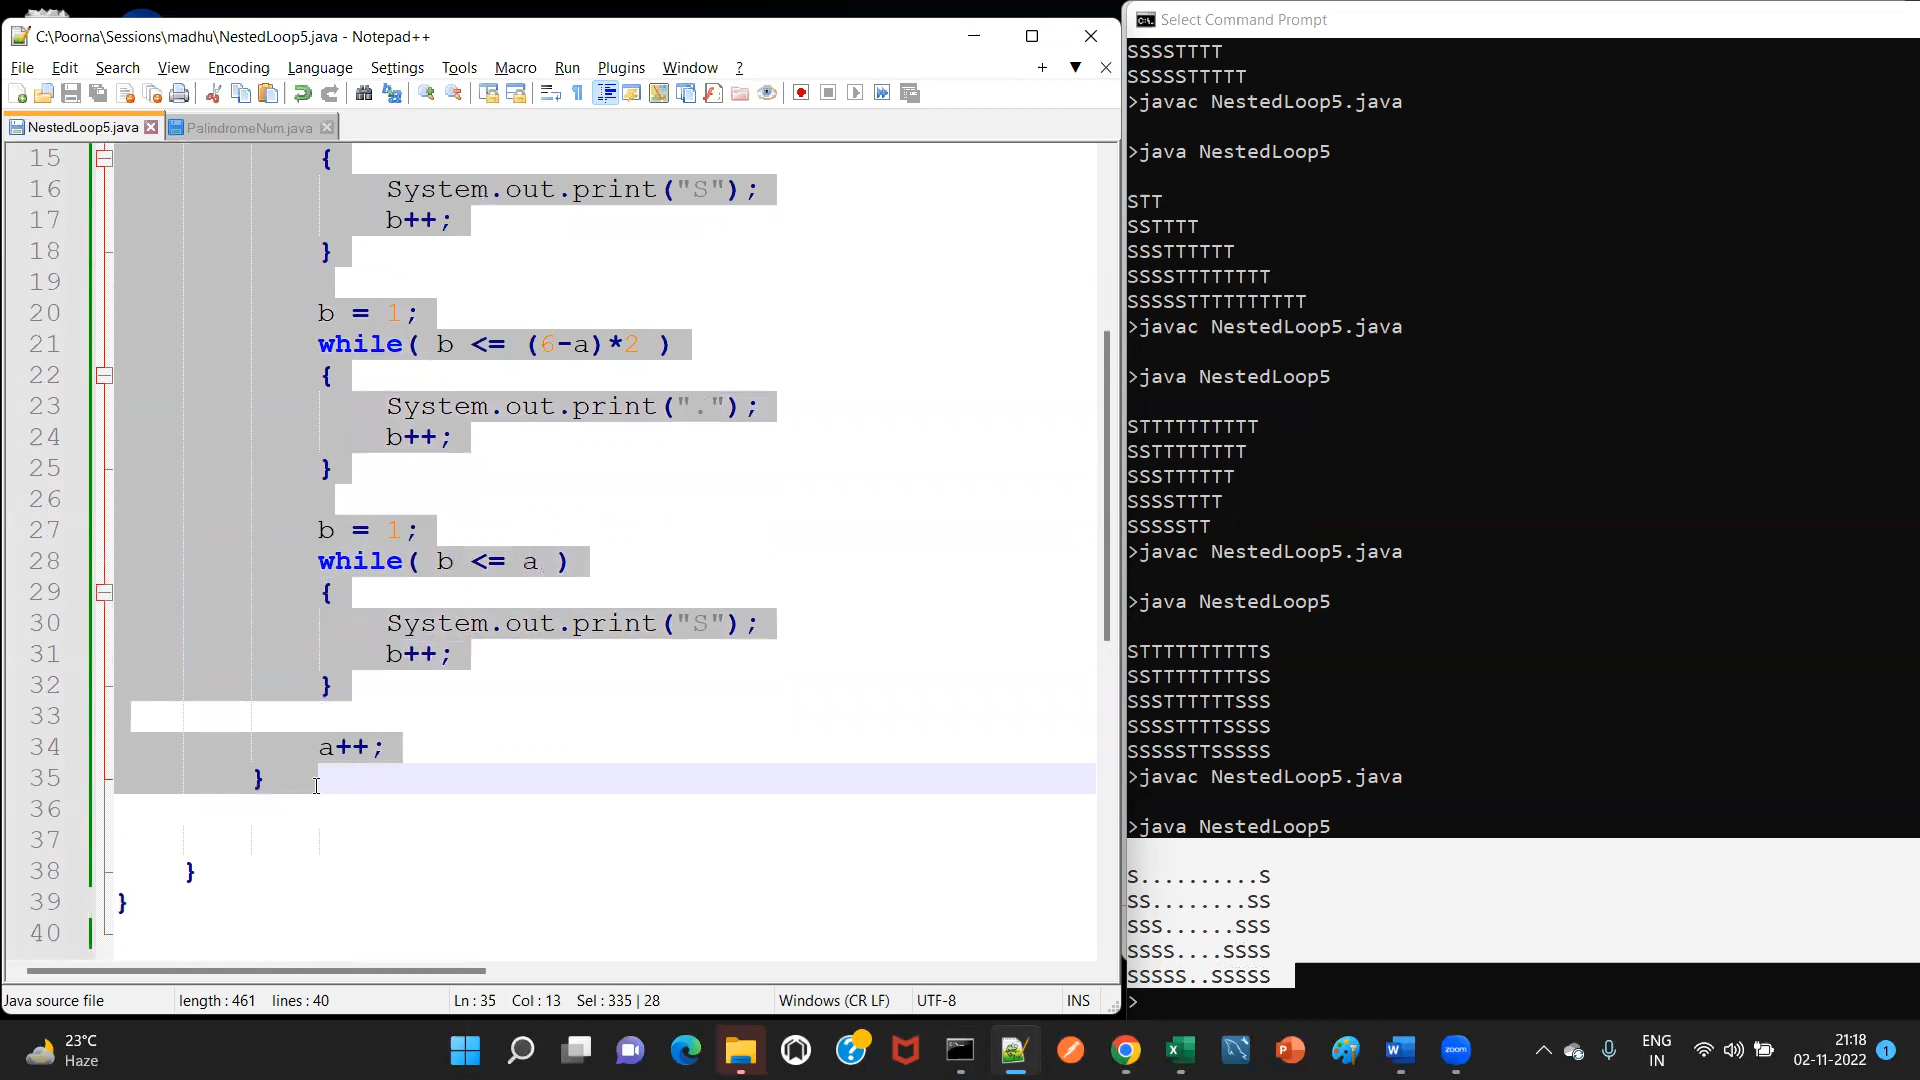 C:\Poorna\Sessions\madhu\NestedLoop5.java - Notepad++
File Edit Search View Encoding Language Settings Tools Macro Run Plugins Window ?
NestedLoop5.java PalindromeNum.java
15 {
16 System.out.print("S");
17 b++;
18 }
19
20 b = 1;
21 while( b <= (6-a)*2 )
22 {
23 System.out.print(".");
24 b++;
25 }
26
27 b = 1;
28 while( b <= a )
29 {
30 System.out.print("S");
31 b++;
32 }
33
34 a++;
35 }
36
37
38 }
39 }
40
Java source file length : 461 lines : 40 Ln : 35 Col : 13 Sel : 335 | 28 Windows (CR LF) UTF-8 INS
Select Command Prompt
SSSSTTTT
SSSSSTTTTT
>javac NestedLoop5.java
>java NestedLoop5
STT
SSTTTT
SSSTTTTTT
SSSSTTTTTTTT
SSSSSTTTTTTTTTT
>javac NestedLoop5.java
>java NestedLoop5
STTTTTTTTTT
SSTTTTTTTT
SSSTTTTTT
SSSSTTTT
SSSSSTT
>javac NestedLoop5.java
>java NestedLoop5
STTTTTTTTTTS
SSTTTTTTTTSS
SSSTTTTTTSSS
SSSSTTTTSSSS
SSSSSTTSSSSS
>javac NestedLoop5.java
>java NestedLoop5
S..........S
SS........SS
SSS......SSS
SSSS....SSSS
SSSSS..SSSSS
>
23°C
Haze
zoom
ENG
IN
21:18
02-11-2022
1